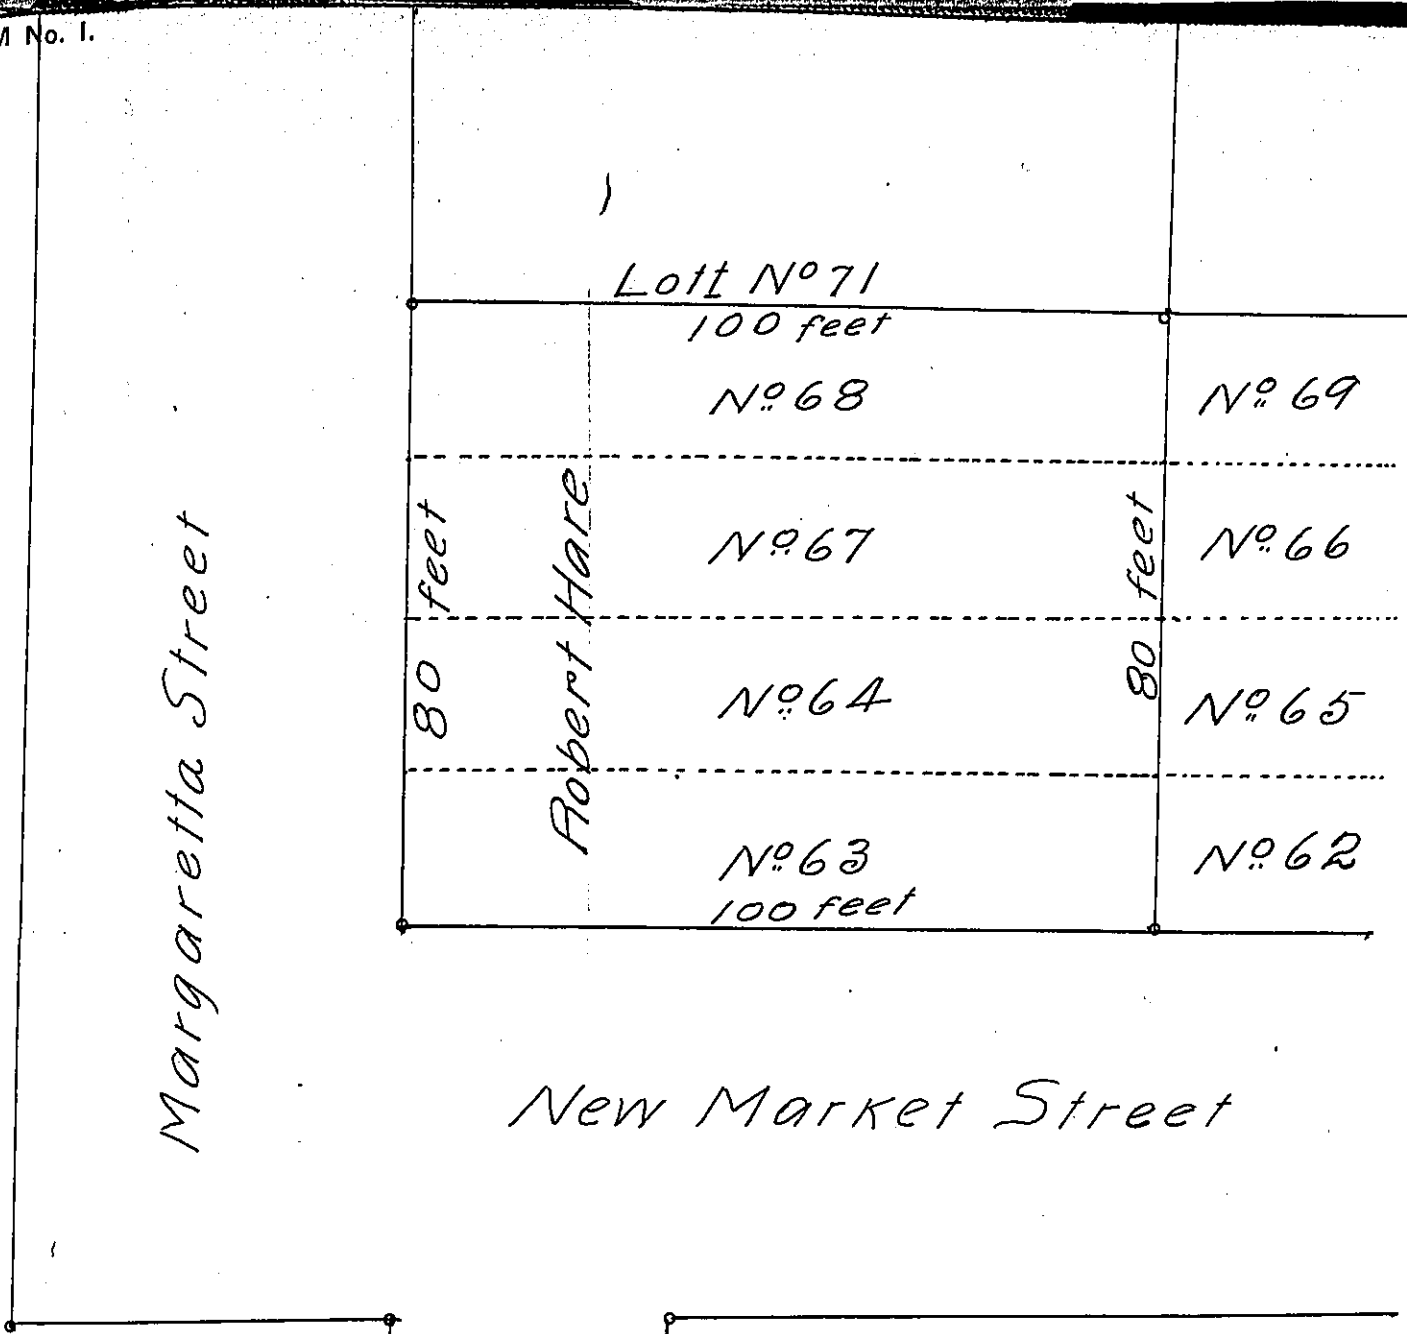 M No. 1.
Lott Nº 71
100 feet
Nº 68
Nº 69
80 feet
Robert Hare
Nº 67
80 feet
Nº 66
Margaretta Street
Nº 64
Nº 65
Nº 63
Nº 62
100 feet
New Market Street